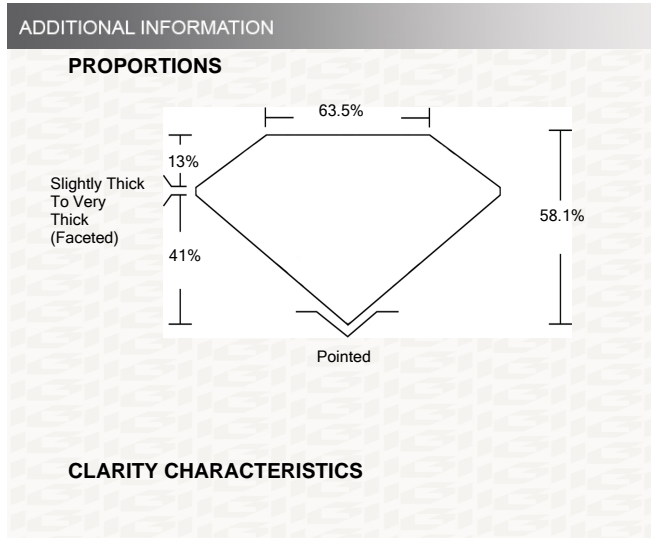 ADDITIONAL INFORMATION
PROPORTIONS
63.5%
13%
Slightly Thick
To Very
Thick
(Faceted)
58.1%
41%
Pointed
CLARITY CHARACTERISTICS